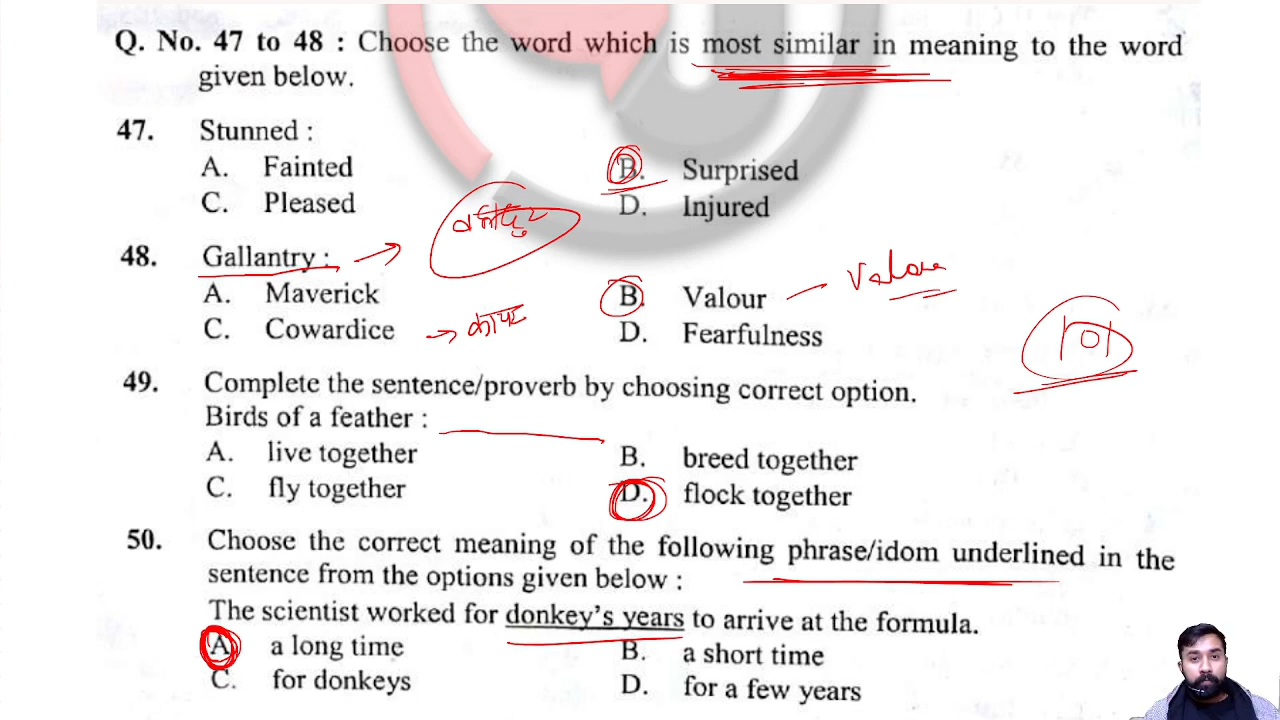 Q. No. 47 to 48 : Choose the word which is most similar in meaning to the word
given below.
47. Stunned :
A. Fainted B. Surprised
C. Pleased D. Injured
48. Gallantry :
A. Maverick B. Valour Valour
C. Cowardice D. Fearfulness
49. Complete the sentence/proverb by choosing correct option.
Birds of a feather :
A. live together B. breed together
C. fly together D. flock together
50. Choose the correct meaning of the following phrase/idom underlined in the
sentence from the options given below :
The scientist worked for donkey's years to arrive at the formula.
A. a long time B. a short time
C. for donkeys D. for a few years